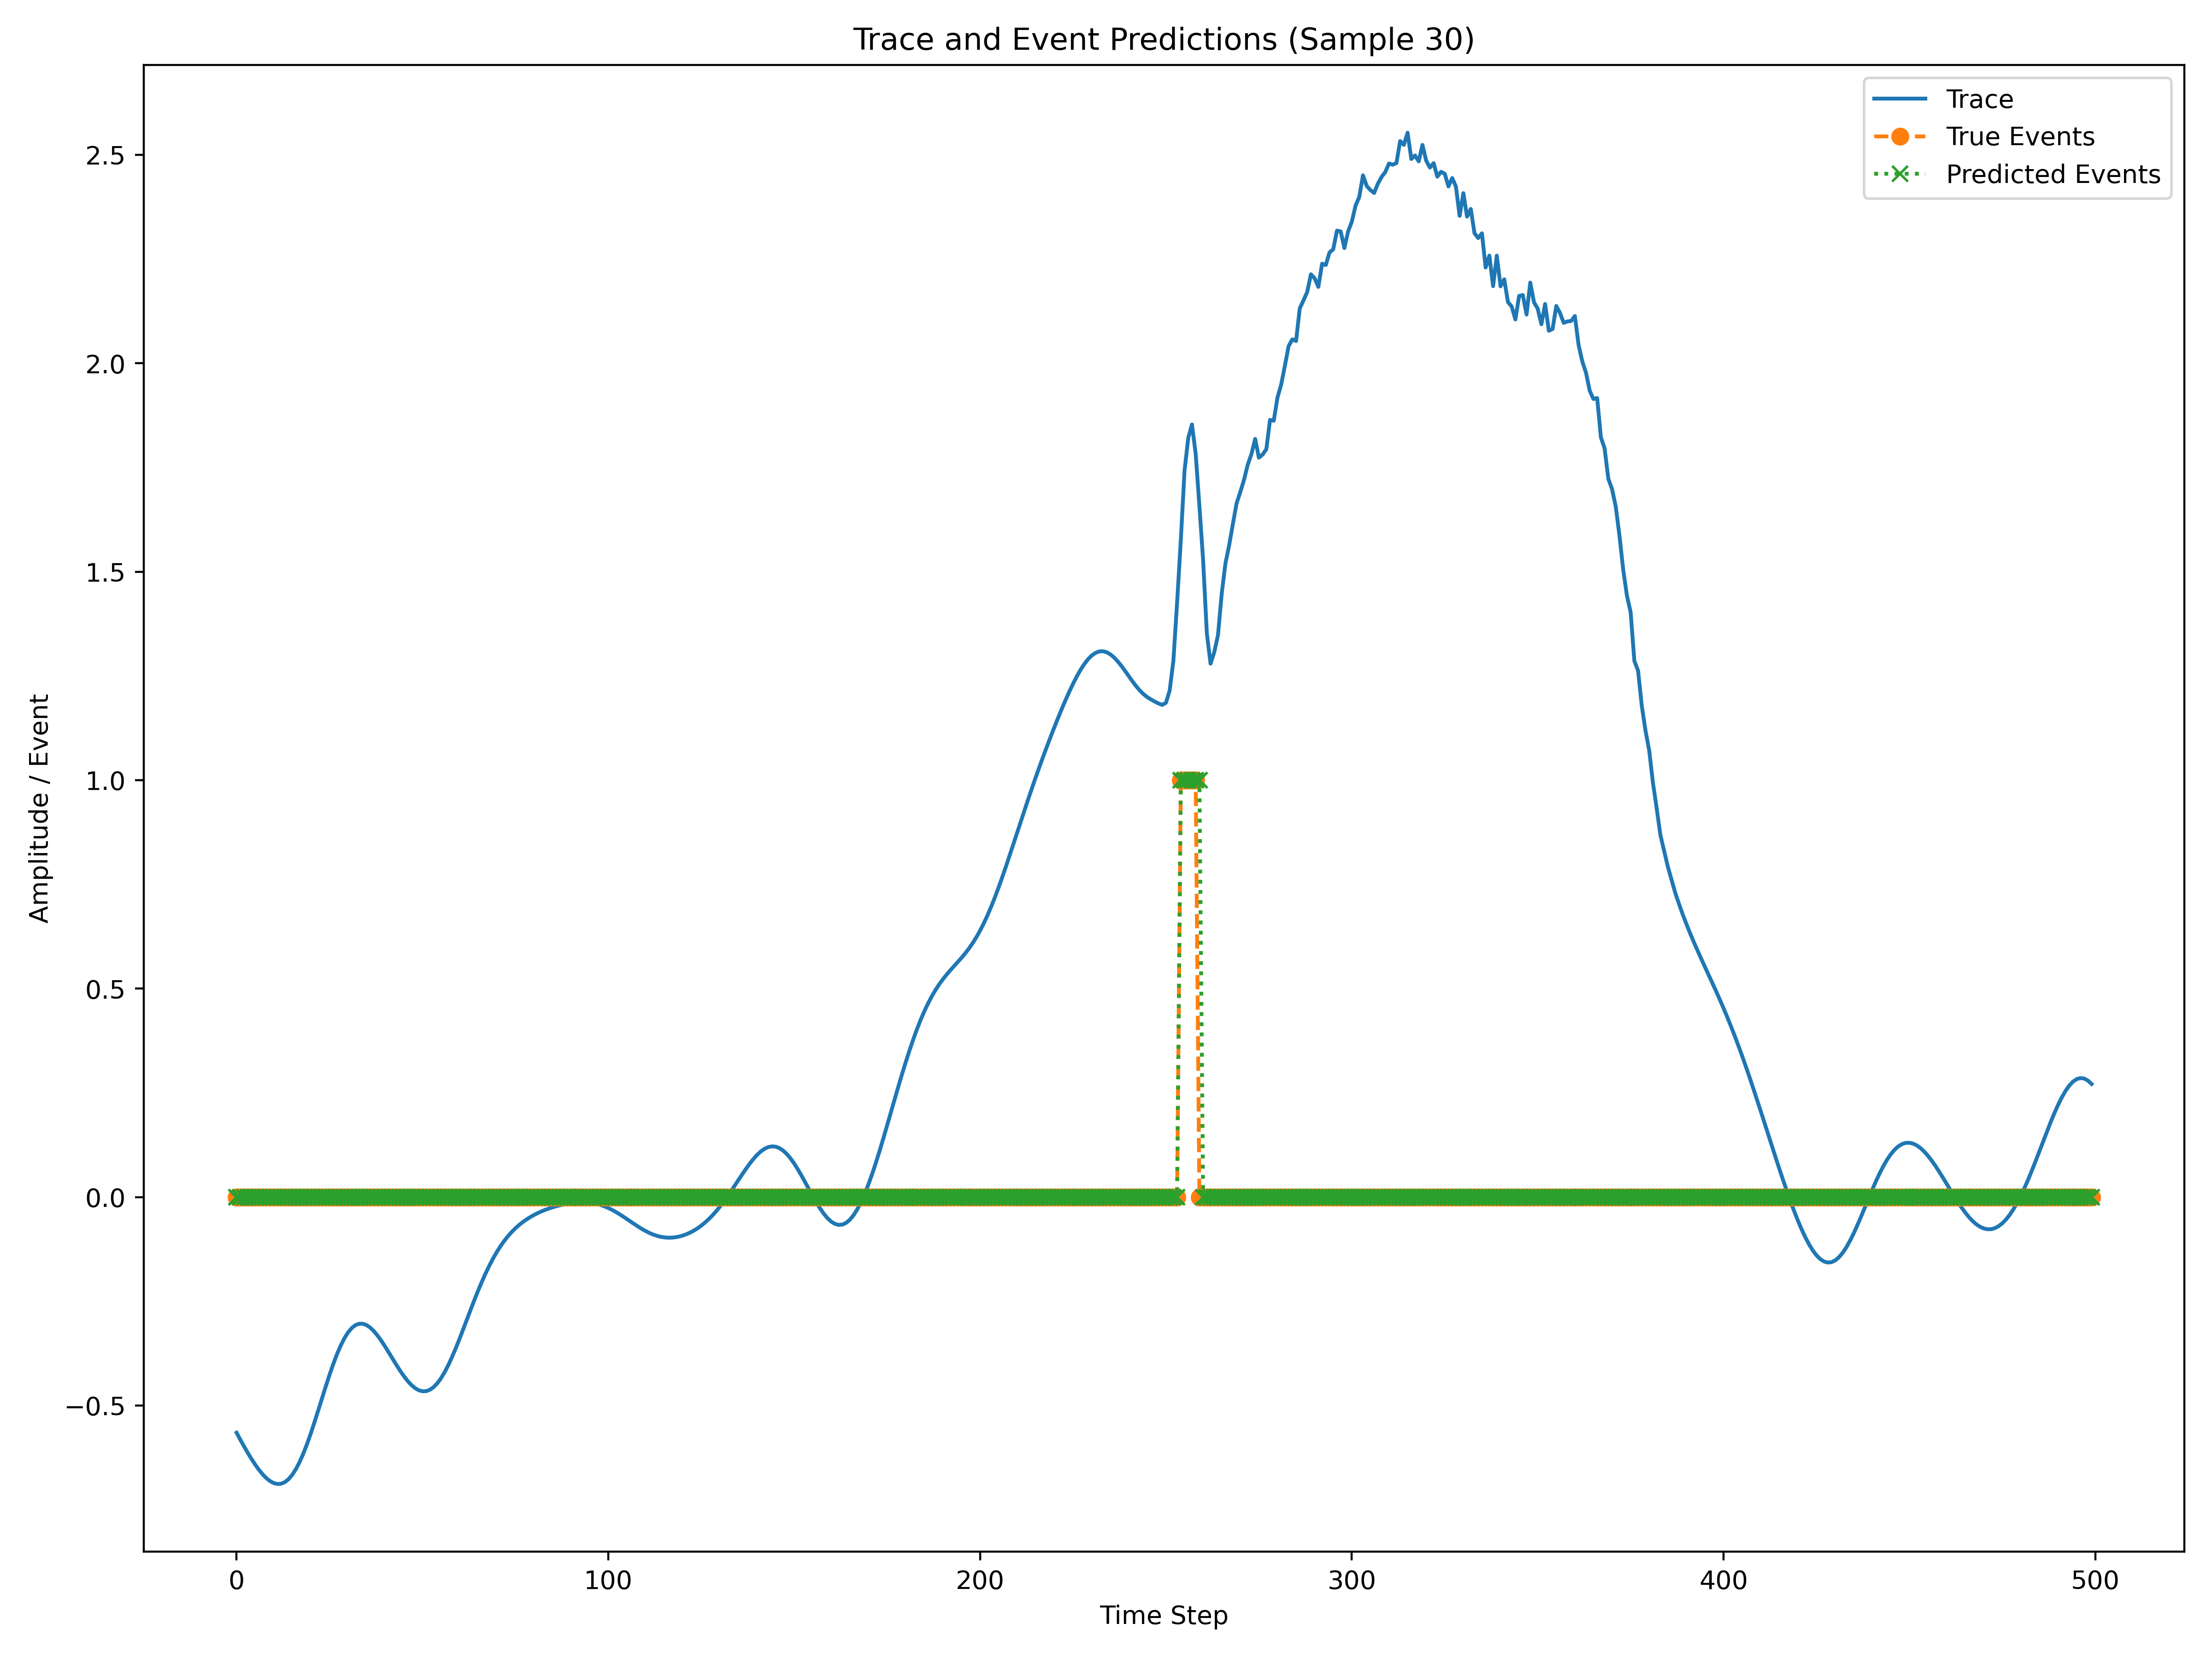 Trace and Event Predictions (Sample 30)
Trace
True Events
Predicted Events
2.5
2.0
1.5
1.0
0.5
0.0
−0.5
Amplitude / Event
0 100 200 300 400 500
Time Step